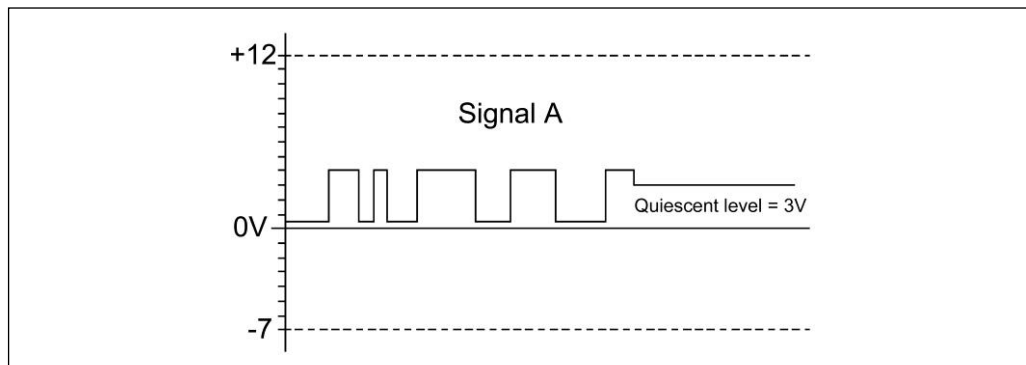 +12
Signal A
Quiescent level = 3V
0V
-7